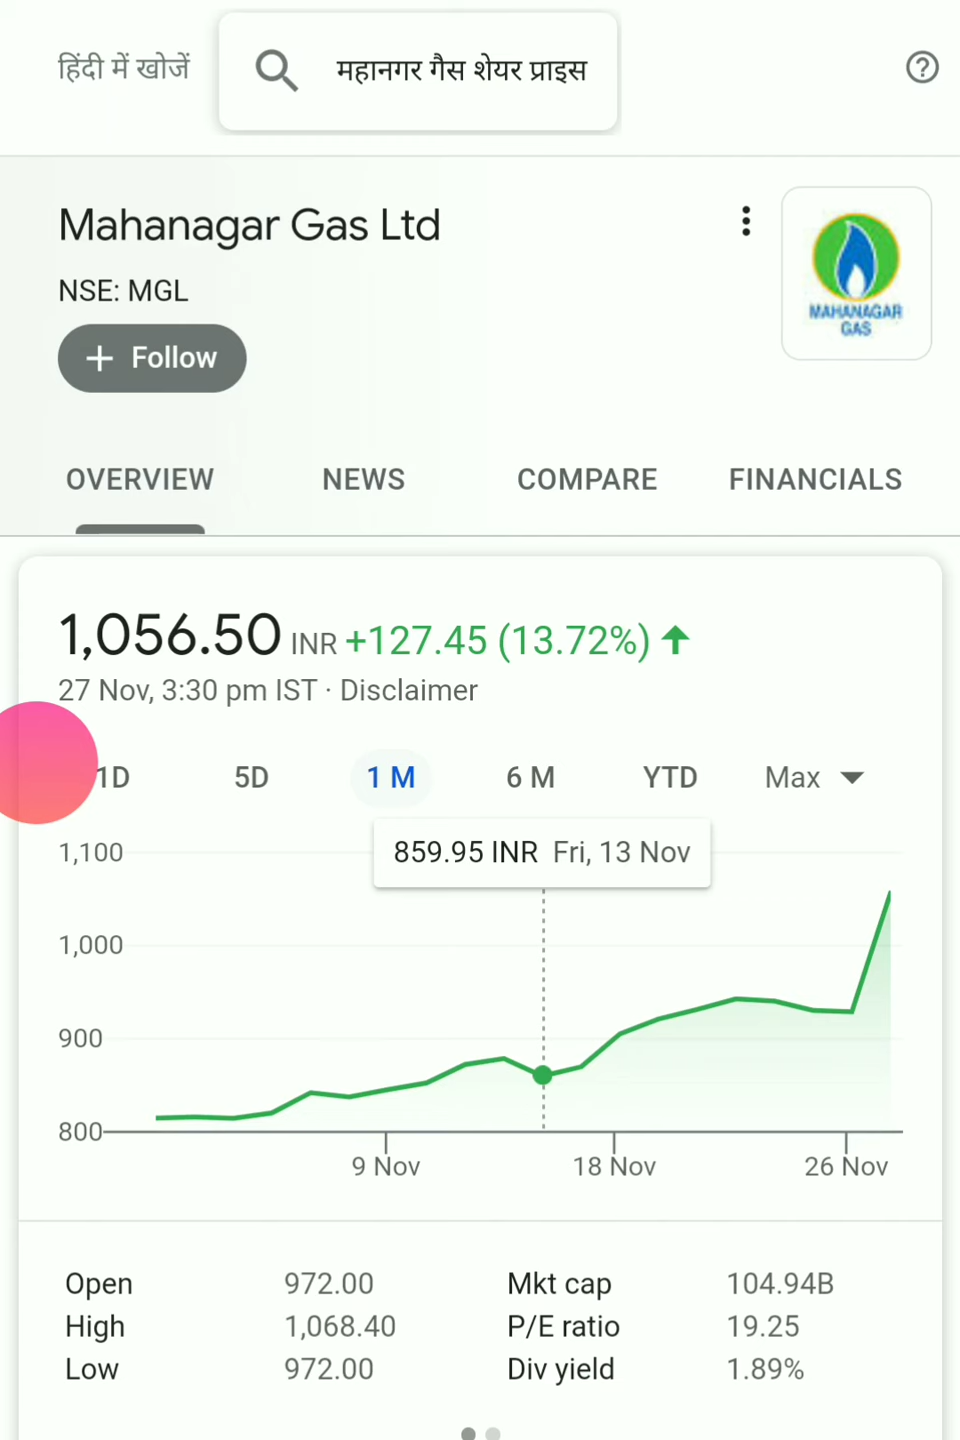 हिंदी में खोजें
महानगर गैस शेयर प्राइस
Mahanagar Gas Ltd
NSE: MGL
+ Follow
MAHANAGAR
GAS
OVERVIEW NEWS COMPARE FINANCIALS
1,056.50 INR +127.45 (13.72%)
27 Nov, 3:30 pm IST · Disclaimer
1D 5D 1 M 6 M YTD Max
859.95 INR Fri, 13 Nov
1,100
1,000
900
800
9 Nov 18 Nov 26 Nov
Open 972.00 Mkt cap 104.94B
High 1,068.40 P/E ratio 19.25
Low 972.00 Div yield 1.89%